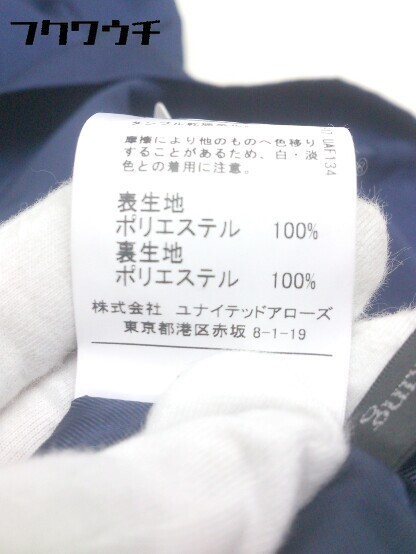 フクワウチ
摩擦により他のものへ色移り
することがあるため、白・淡
色との着用に注意。
表生地
ポリエステル 100%
裏生地
ポリエステル 100%
株式会社 ユナイテッドアローズ
東京都港区赤坂 8-1-19
UAF134